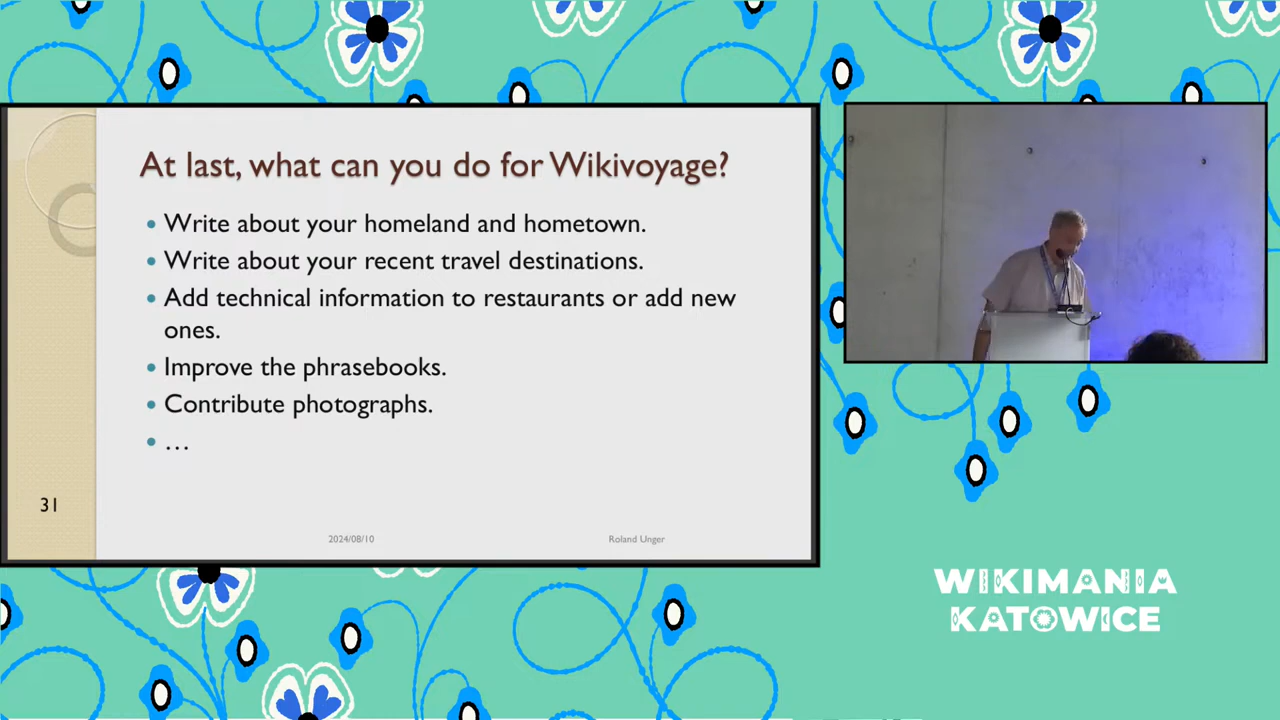 At last, what can you do for Wikivoyage?
• Write about your homeland and hometown.
• Write about your recent travel destinations.
• Add technical information to restaurants or add new
ones.
• Improve the phrasebooks.
• Contribute photographs.
• …
31
2024/08/10
Roland Unger
WIKIMANIA
KATOWICE